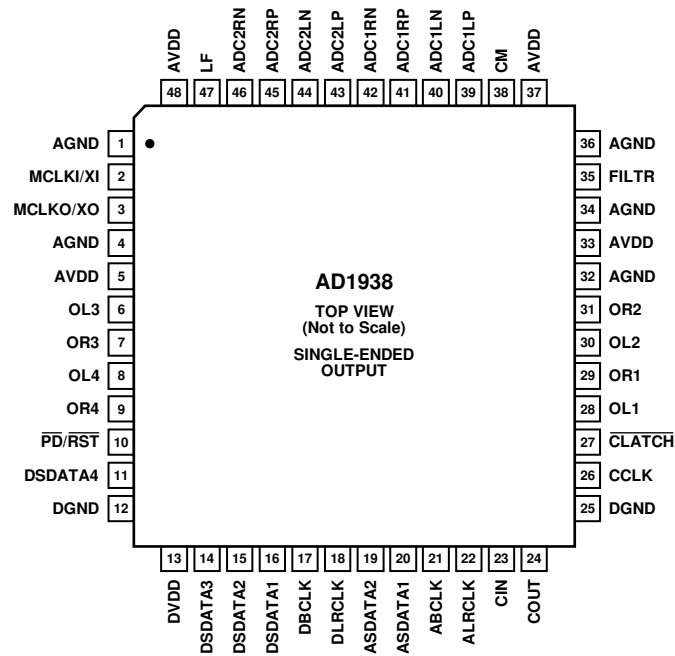 AVDD
LF
ADC2RN
ADC2RP
ADC2LN
ADC2LP
ADC1RN
ADC1RP
ADC1LN
ADC1LP
CM
AVDD
48 47 46 45 44 43 42 41 40 39 38 37
AGND 1
MCLKI/XI 2
MCLKO/XO 3
AGND 4
AVDD 5
OL3 6
OR3 7
OL4 8
OR4 9
PD/RST 10
DSDATA4 11
DGND 12
AD1938
TOP VIEW
(Not to Scale)
SINGLE-ENDED
OUTPUT
36 AGND
35 FILTR
34 AGND
33 AVDD
32 AGND
31 OR2
30 OL2
29 OR1
28 OL1
27 CLATCH
26 CCLK
25 DGND
13 14 15 16 17 18 19 20 21 22 23 24
DVDD
DSDATA3
DSDATA2
DSDATA1
DBCLK
DLRCLK
ASDATA2
ASDATA1
ABCLK
ALRCLK
CIN
COUT